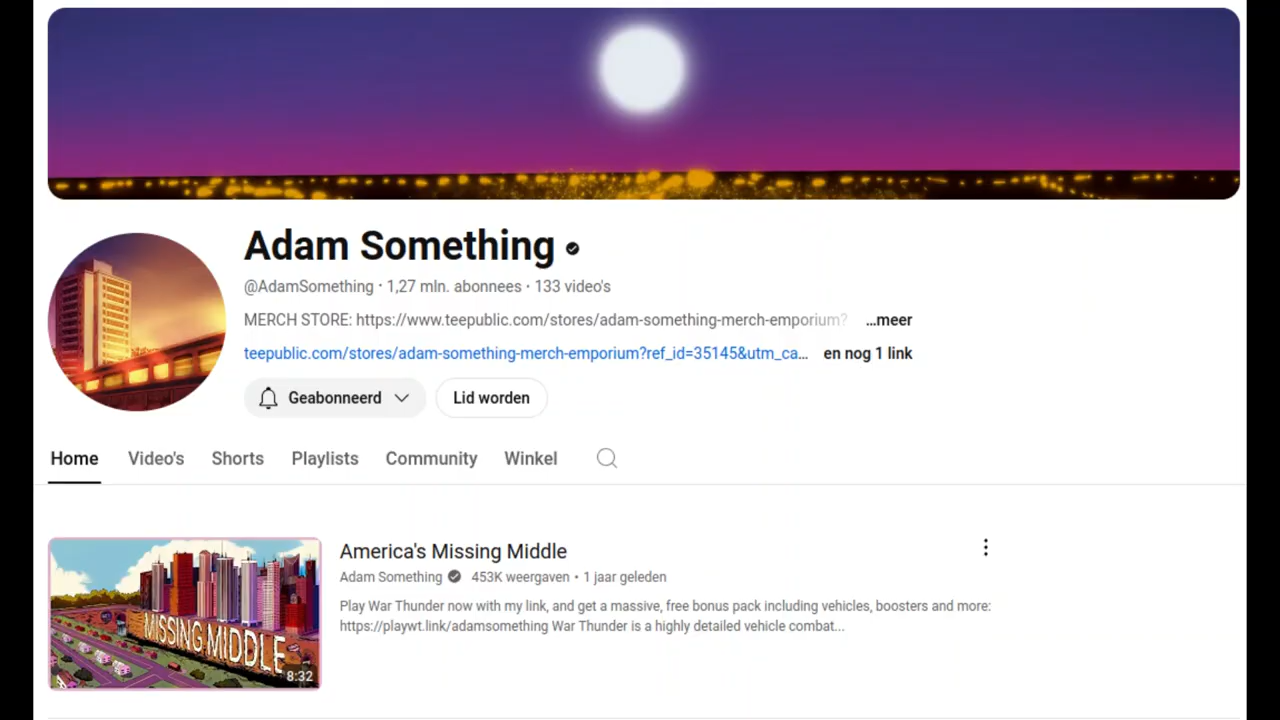 Adam Something
@AdamSomething · 1,27 mln. abonnees · 133 video's
MERCH STORE: https://www.teepublic.com/stores/adam-something-merch-emporium? ...meer
teepublic.com/stores/adam-something-merch-emporium?ref_id=35145&utm_ca... en nog 1 link
Geabonneerd Lid worden
Home Video's Shorts Playlists Community Winkel
America's Missing Middle
Adam Something 453K weergaven · 1 jaar geleden
Play War Thunder now with my link, and get a massive, free bonus pack including vehicles, boosters and more:
https://playwt.link/adamsomething War Thunder is a highly detailed vehicle combat...
MISSING MIDDLE
8:32